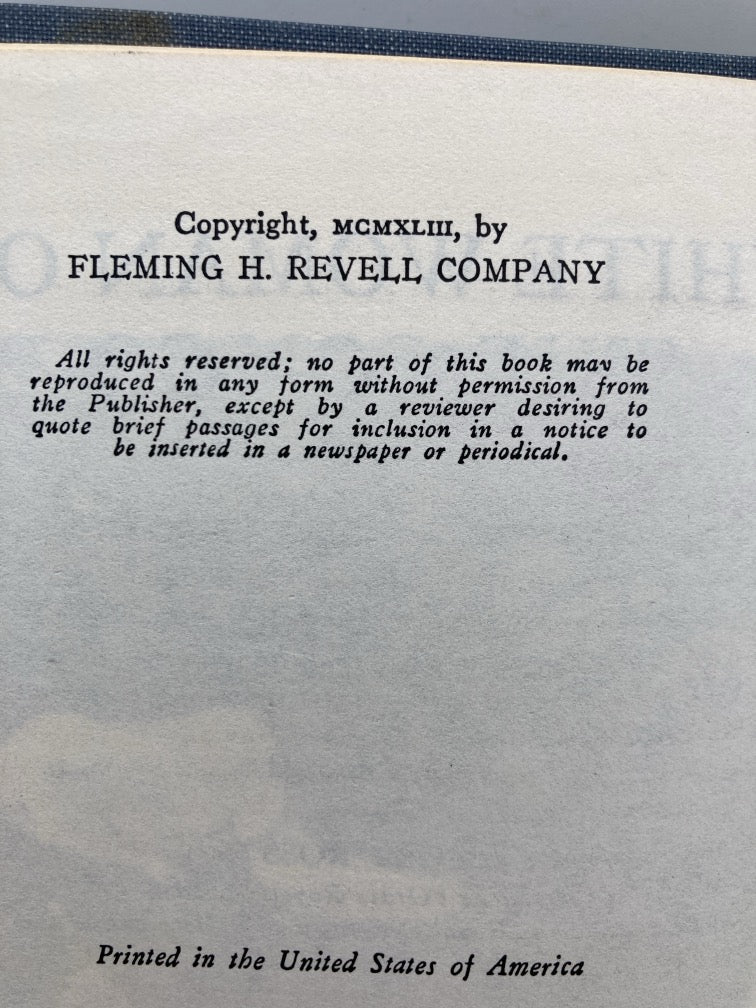 Copyright, MCMXLIII, by
FLEMING H. REVELL COMPANY
All rights reserved; no part of this book may be
reproduced in any form without permission from
the Publisher, except by a reviewer desiring to
quote brief passages for inclusion in a notice to
be inserted in a newspaper or periodical.
Printed in the United States of America